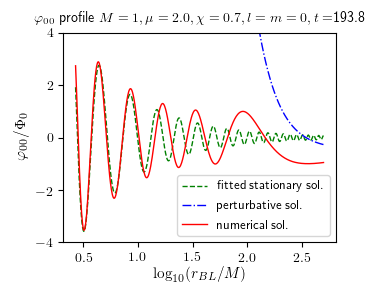 φ₀₀ profile M = 1, μ = 2.0, χ = 0.7, l = m = 0, t =193.8
φ₀₀/Φ₀
4
2
0
−2
−4
fitted stationary sol.
perturbative sol.
numerical sol.
0.5 1.0 1.5 2.0 2.5
log₁₀(r_BL/M)